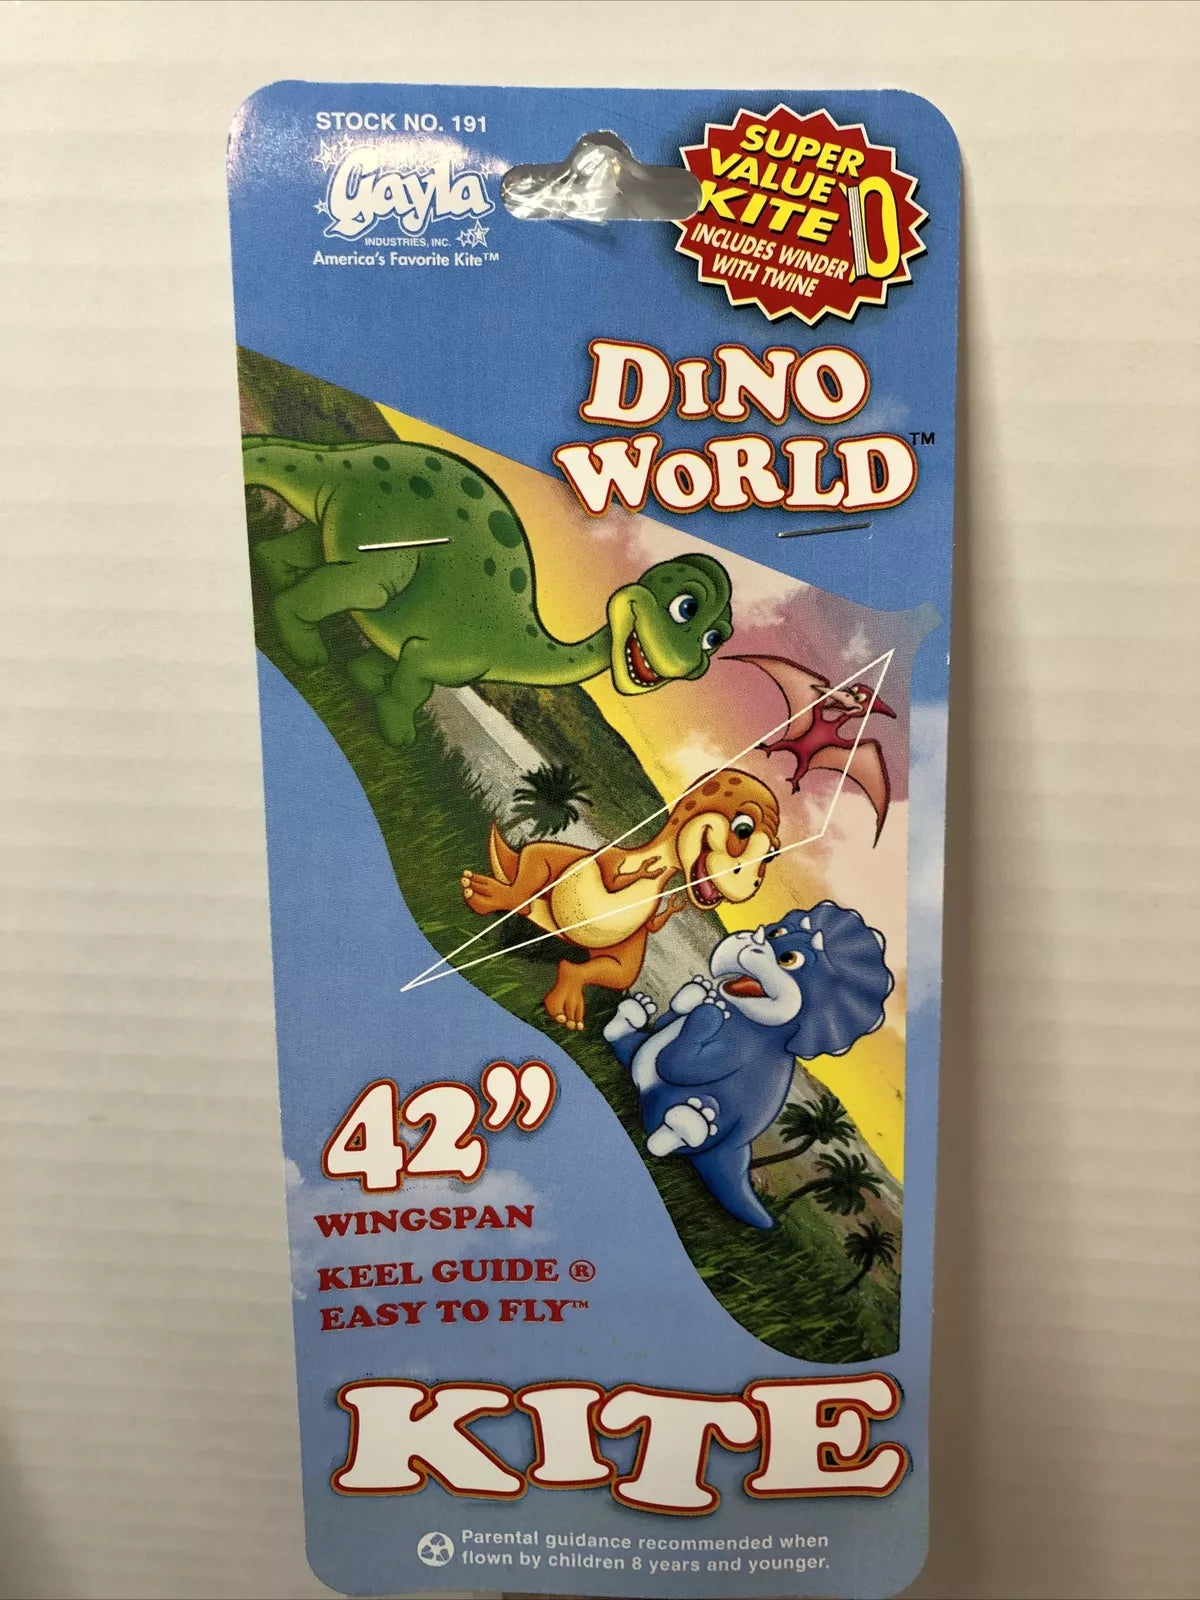 STOCK NO. 191
Gayla
INDUSTRIES, INC.
America's Favorite Kite™
SUPER
VALUE
KITE
INCLUDES WINDER
WITH TWINE
DiNO
WoRLD™
42”
WINGSPAN
KEEL GUIDE ®
EASY TO FLY™
KITE
Parental guidance recommended when
flown by children 8 years and younger.